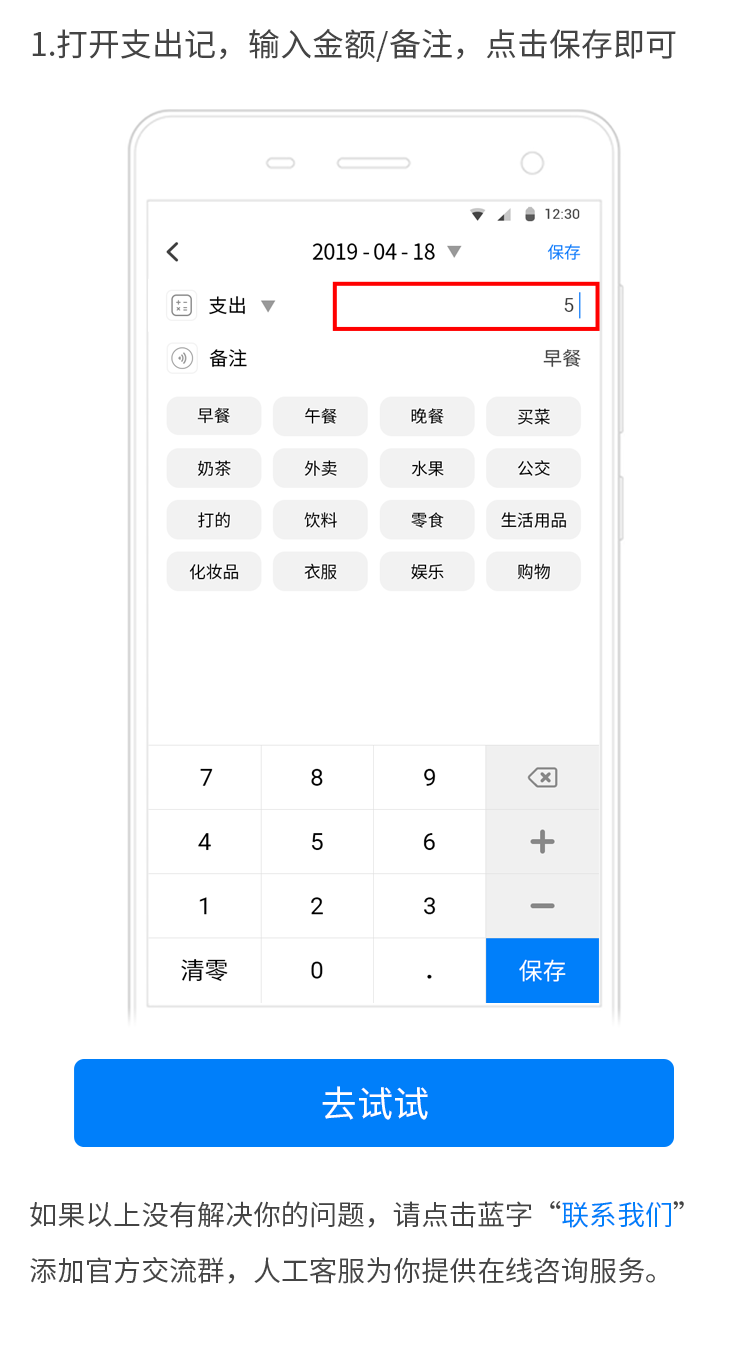 1.打开支出记，输入金额/备注，点击保存即可
12:30
2019-04-18 保存
支出 5
备注 早餐
早餐 午餐 晚餐 买菜
奶茶 外卖 水果 公交
打的 饮料 零食 生活用品
化妆品 衣服 娱乐 购物
7 8 9
4 5 6
1 2 3
清零 0 . 保存
去试试
如果以上没有解决你的问题，请点击蓝字“联系我们”
添加官方交流群，人工客服为你提供在线咨询服务。